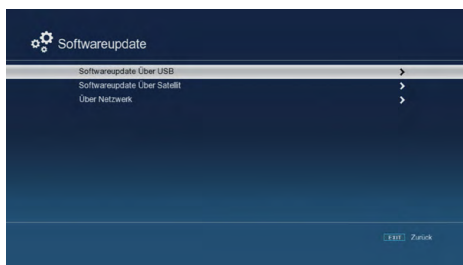 Softwareupdate
Softwareupdate Über USB
Softwareupdate Über Satellit
Über Netzwerk
EXIT Zurück